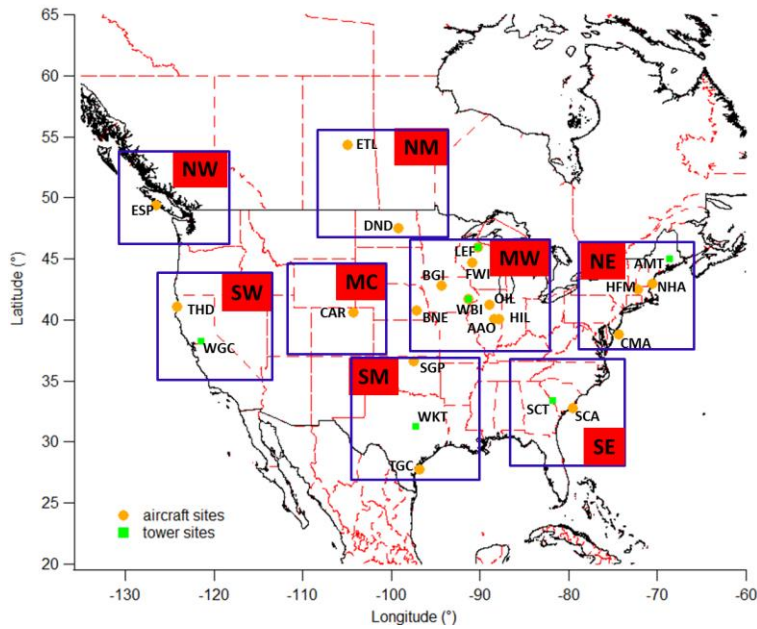 65
60
55
50
45
40
35
30
25
20
Latitude (°)
-130
-120
-110
-100
-90
-80
-70
-60
Longitude (°)
ETL
NM
NW
ESP
DND
LEF
MW
NE
AMT
FWI
SW
MC
BGI
HFM
NHA
THD
CAR
BNE
WBI
OIL
AAO
HIL
CMA
WGC
SM
SGP
WKT
SCT
SCA
TGC
SE
aircraft sites
tower sites